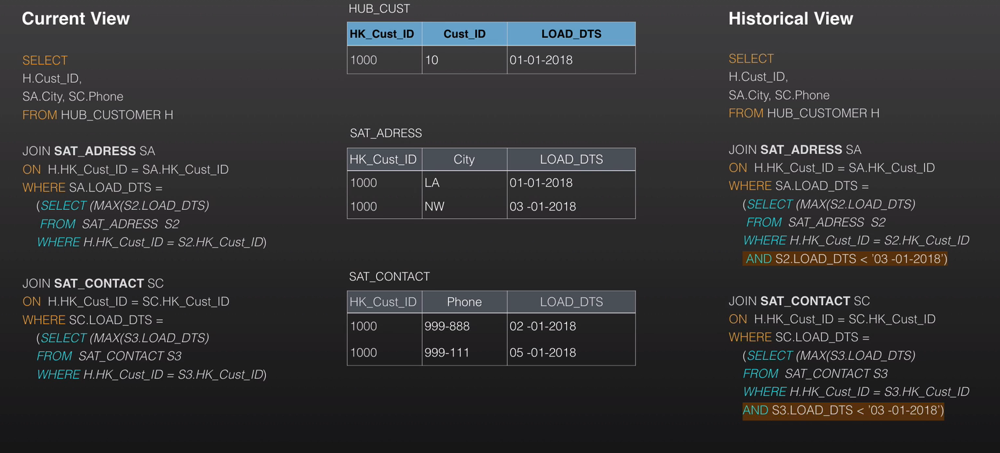 Current View
SELECT
H.Cust_ID,
SA.City, SC.Phone
FROM HUB_CUSTOMER H
JOIN SAT_ADRESS SA
ON H.HK_Cust_ID = SA.HK_Cust_ID
WHERE SA.LOAD_DTS =
(SELECT (MAX(S2.LOAD_DTS)
FROM SAT_ADRESS S2
WHERE H.HK_Cust_ID = S2.HK_Cust_ID)
JOIN SAT_CONTACT SC
ON H.HK_Cust_ID = SC.HK_Cust_ID
WHERE SC.LOAD_DTS =
(SELECT (MAX(S3.LOAD_DTS)
FROM SAT_CONTACT S3
WHERE H.HK_Cust_ID = S3.HK_Cust_ID)
HUB_CUST
HK_Cust_ID Cust_ID LOAD_DTS
1000 10 01-01-2018
SAT_ADRESS
HK_Cust_ID City LOAD_DTS
1000 LA 01-01-2018
1000 NW 03 -01-2018
SAT_CONTACT
HK_Cust_ID Phone LOAD_DTS
1000 999-888 02 -01-2018
1000 999-111 05 -01-2018
Historical View
SELECT
H.Cust_ID,
SA.City, SC.Phone
FROM HUB_CUSTOMER H
JOIN SAT_ADRESS SA
ON H.HK_Cust_ID = SA.HK_Cust_ID
WHERE SA.LOAD_DTS =
(SELECT (MAX(S2.LOAD_DTS)
FROM SAT_ADRESS S2
WHERE H.HK_Cust_ID = S2.HK_Cust_ID
AND S2.LOAD_DTS < ’03 -01-2018’)
JOIN SAT_CONTACT SC
ON H.HK_Cust_ID = SC.HK_Cust_ID
WHERE SC.LOAD_DTS =
(SELECT (MAX(S3.LOAD_DTS)
FROM SAT_CONTACT S3
WHERE H.HK_Cust_ID = S3.HK_Cust_ID
AND S3.LOAD_DTS < ’03 -01-2018’)